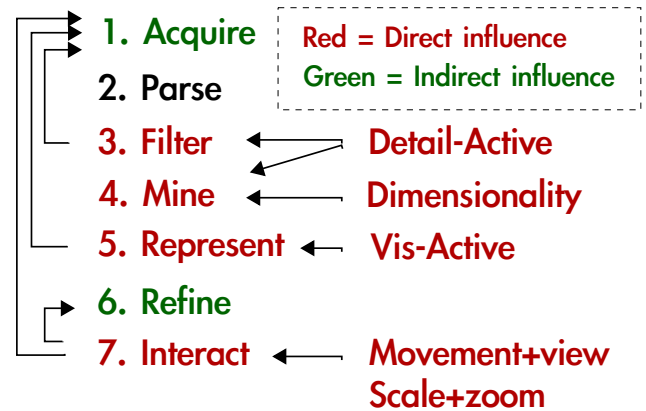 1. Acquire
Red = Direct influence
Green = Indirect influence
2. Parse
3. Filter
Detail-Active
4. Mine
Dimensionality
5. Represent
Vis-Active
6. Refine
7. Interact
Movement+view
Scale+zoom